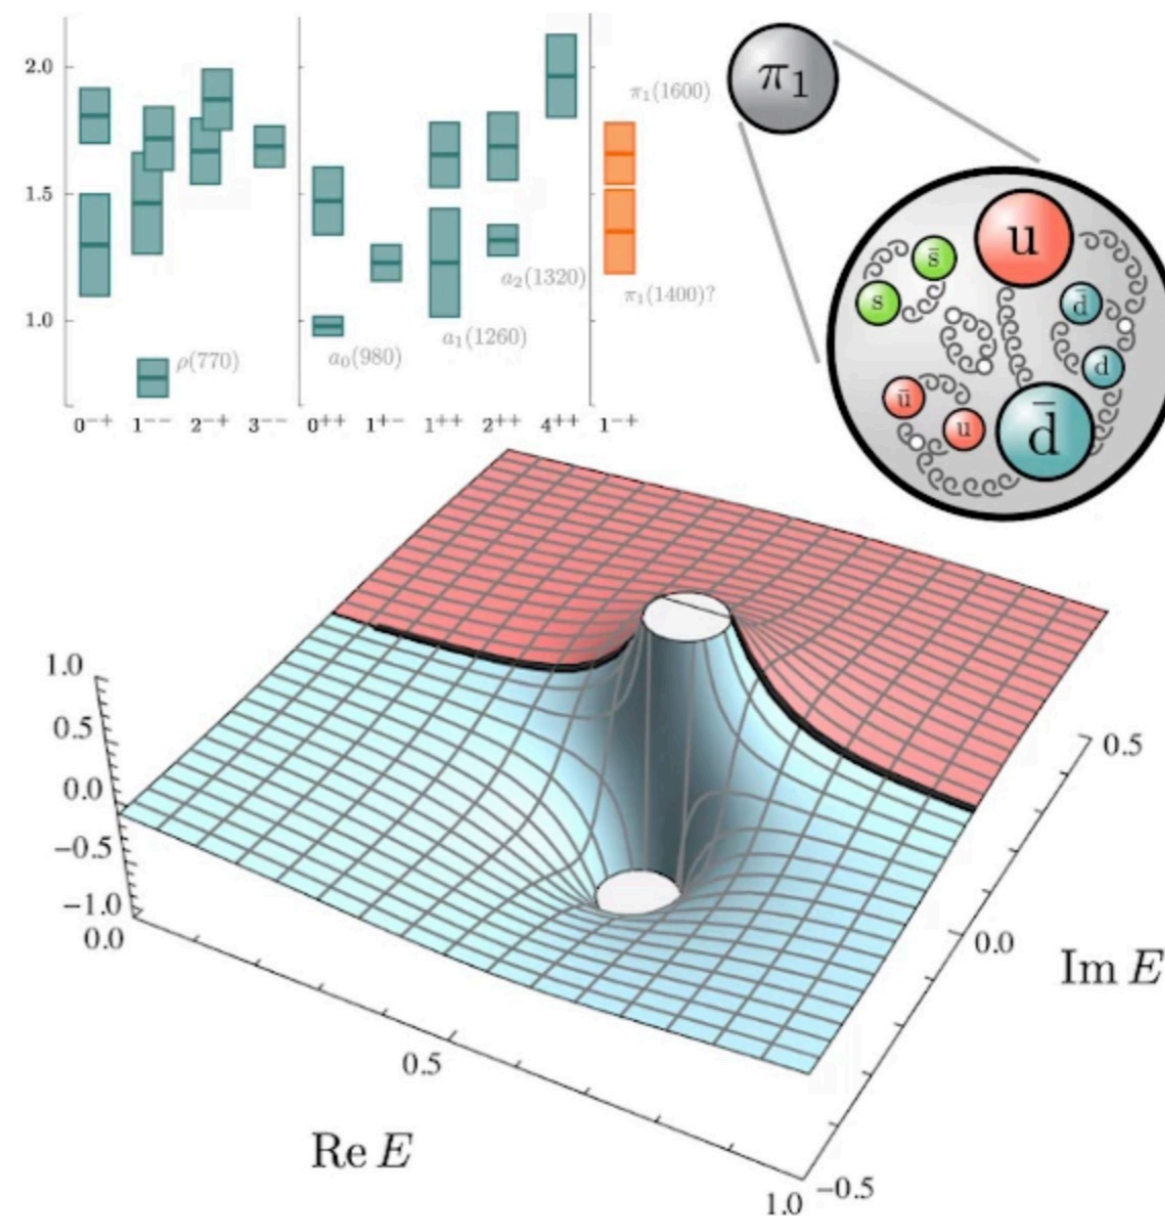 2.0
1.5
1.0
ρ(770)
a₀(980)
a₁(1260)
a₂(1320)
π₁(1600)
π₁(1400)?
0⁻⁺ 1⁻⁻ 2⁻⁺ 3⁻⁻ 0⁺⁺ 1⁺⁻ 1⁺⁺ 2⁺⁺ 4⁺⁺ 1⁻⁺
π₁
u
s̄
s
d̄
d
ū
u
d̄
1.0
0.5
0.0
−0.5
−1.0
0.0
0.5
1.0
Re E
0.5
0.0
−0.5
Im E